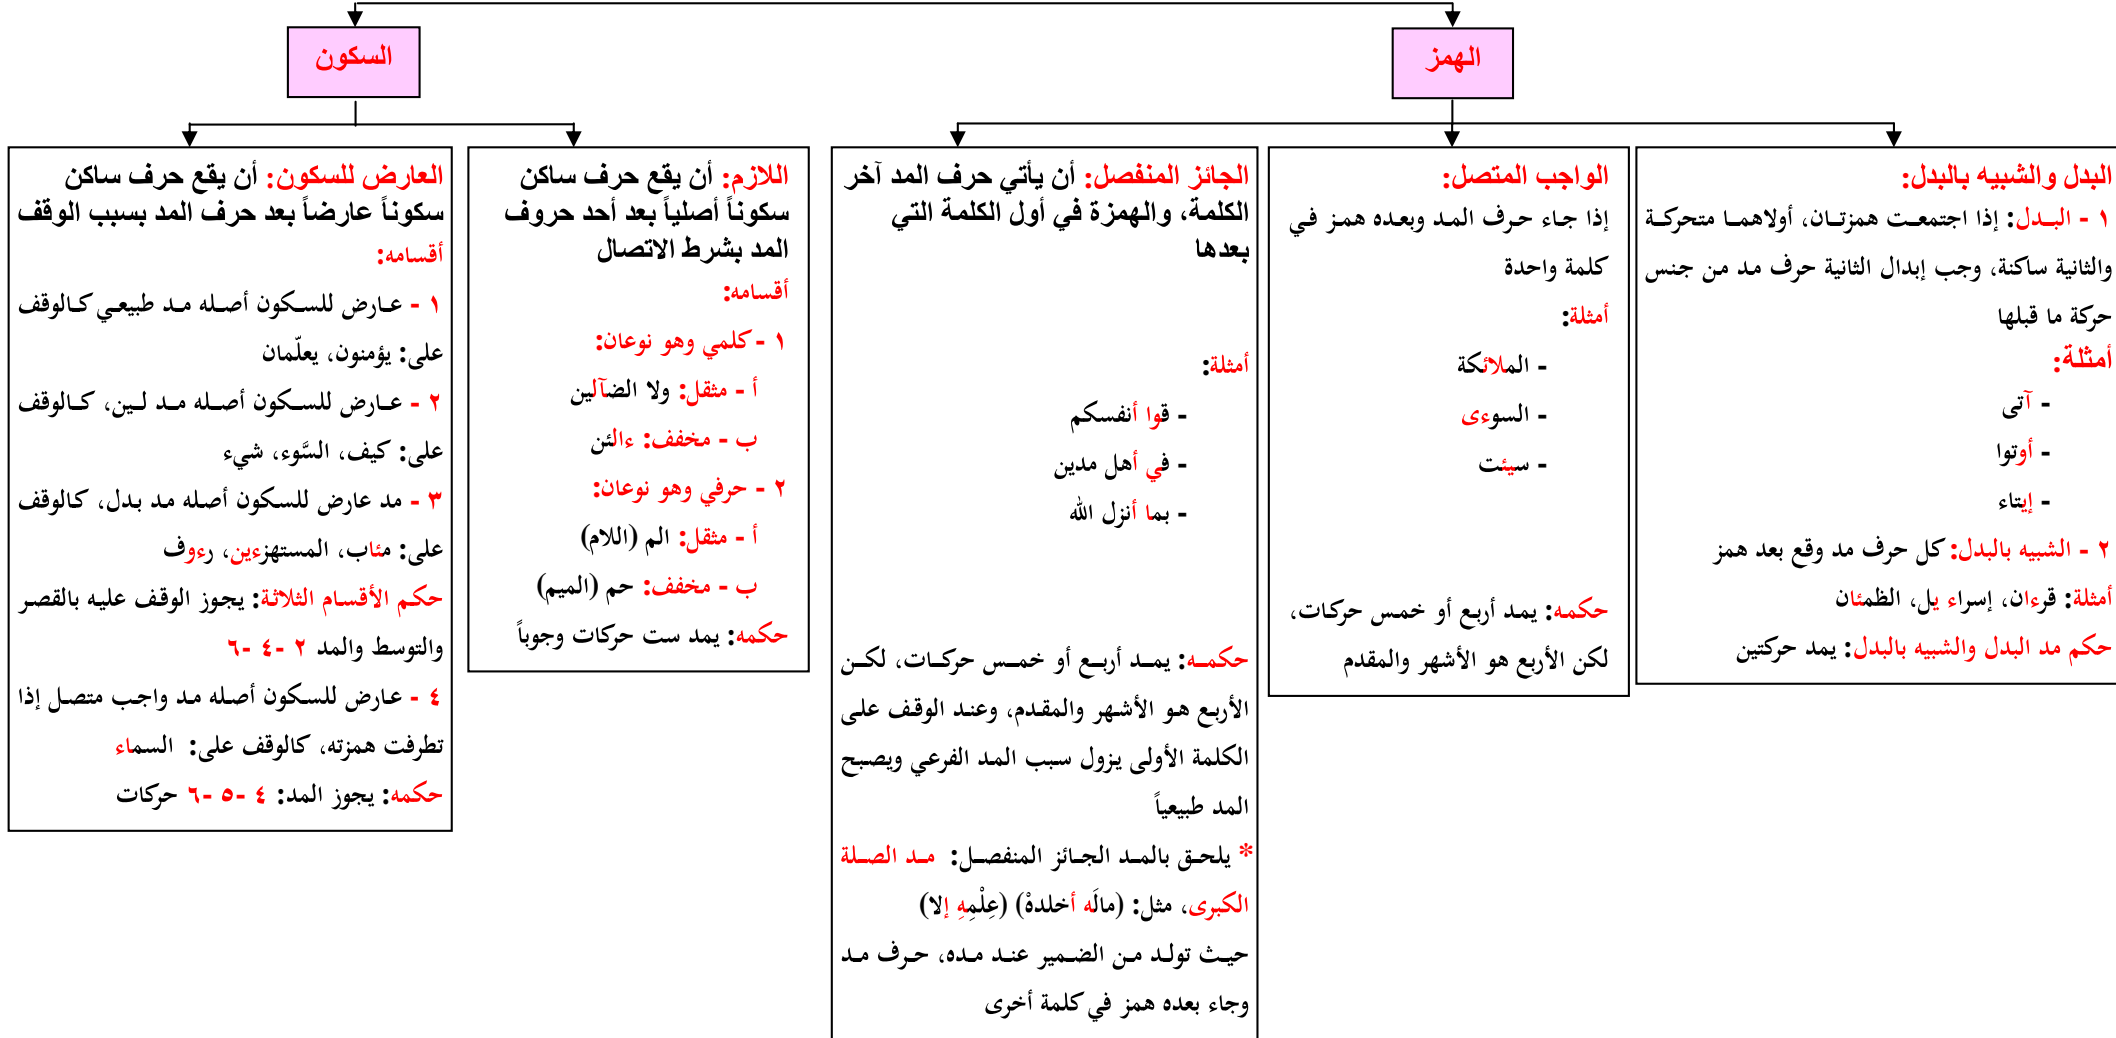 الهمز
السكون
البدل والشبيه بالبدل:
١ - البدل: إذا اجتمعت همزتان، أولاهما متحركة
والثانية ساكنة، وجب إبدال الثانية حرف مد من جنس
حركة ما قبلها
أمثلة:
- آتى
- أوتوا
- إيتاء
٢ - الشبيه بالبدل: كل حرف مد وقع بعد همز
أمثلة: قرءان، إسراء يل، الظمئان
حكم مد البدل والشبيه بالبدل: يمد حركتين
الواجب المتصل:
إذا جاء حرف المد وبعده همز في
كلمة واحدة
أمثلة:
- الملائكة
- السوءى
- سيئت
حكمه: يمد أربع أو خمس حركات،
لكن الأربع هو الأشهر والمقدم
الجائز المنفصل: أن يأتي حرف المد آخر
الكلمة، والهمزة في أول الكلمة التي
بعدها
أمثلة:
- قوا أنفسكم
- في أهل مدين
- بما أنزل الله
حكمه: يمد أربع أو خمس حركات، لكن
الأربع هو الأشهر والمقدم، وعند الوقف على
الكلمة الأولى يزول سبب المد الفرعي ويصبح
المد طبيعياً
* يلحق بالمد الجائز المنفصل: مد الصلة
الكبرى، مثل: (مالَه أخلدهْ) (عِلْمِهِ إلا)
حيث تولد من الضمير عند مده، حرف مد
وجاء بعده همز في كلمة أخرى
اللازم: أن يقع حرف ساكن
سكوناً أصلياً بعد أحد حروف
المد بشرط الاتصال
أقسامه:
١ - كلمي وهو نوعان:
أ - مثقل: ولا الضآلين
ب - مخفف: ءالئن
٢ - حرفي وهو نوعان:
أ - مثقل: الم (اللام)
ب - مخفف: حم (الميم)
حكمه: يمد ست حركات وجوباً
العارض للسكون: أن يقع حرف ساكن
سكوناً عارضاً بعد حرف المد بسبب الوقف
أقسامه:
١ - عارض للسكون أصله مد طبيعي كالوقف
على: يؤمنون، يعلّمان
٢ - عارض للسكون أصله مد لين، كالوقف
على: كيف، السَّوء، شيء
٣ - مد عارض للسكون أصله مد بدل، كالوقف
على: مئاب، المستهزءين، رءوف
حكم الأقسام الثلاثة: يجوز الوقف عليه بالقصر
والتوسط والمد ٢ -٤ -٦
٤ - عارض للسكون أصله مد واجب متصل إذا
تطرفت همزته، كالوقف على: السماء
حكمه: يجوز المد: ٤ -٥ -٦ حركات